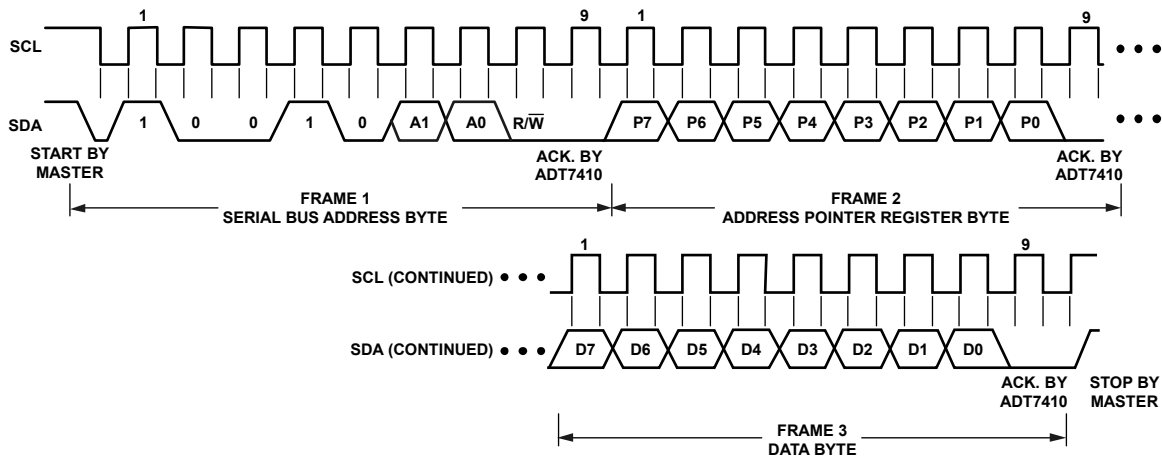 1 9 1 9
SCL
SDA
1 0 0 1 0 A1 A0 R/W̅ P7 P6 P5 P4 P3 P2 P1 P0
START BY
MASTER
ACK. BY
ADT7410
ACK. BY
ADT7410
FRAME 1
SERIAL BUS ADDRESS BYTE
FRAME 2
ADDRESS POINTER REGISTER BYTE
1 9
SCL (CONTINUED)
SDA (CONTINUED)
D7 D6 D5 D4 D3 D2 D1 D0
ACK. BY
ADT7410
STOP BY
MASTER
FRAME 3
DATA BYTE